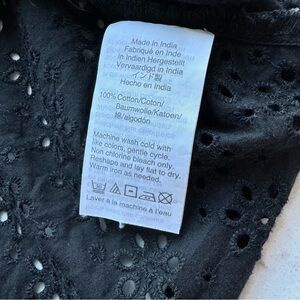 Made in India
Fabriqué en Inde
In Indien Hergestellt
Vervaardigd in India
インド製
Hecho en India
100% Cotton/Coton/
Baumwolle/Katoen/
綿/algodón
Machine wash cold with
like colors, gentle cycle.
Non chlorine bleach only.
Reshape and lay flat to dry.
Warm iron as needed.
Laver à la machine à l'eau